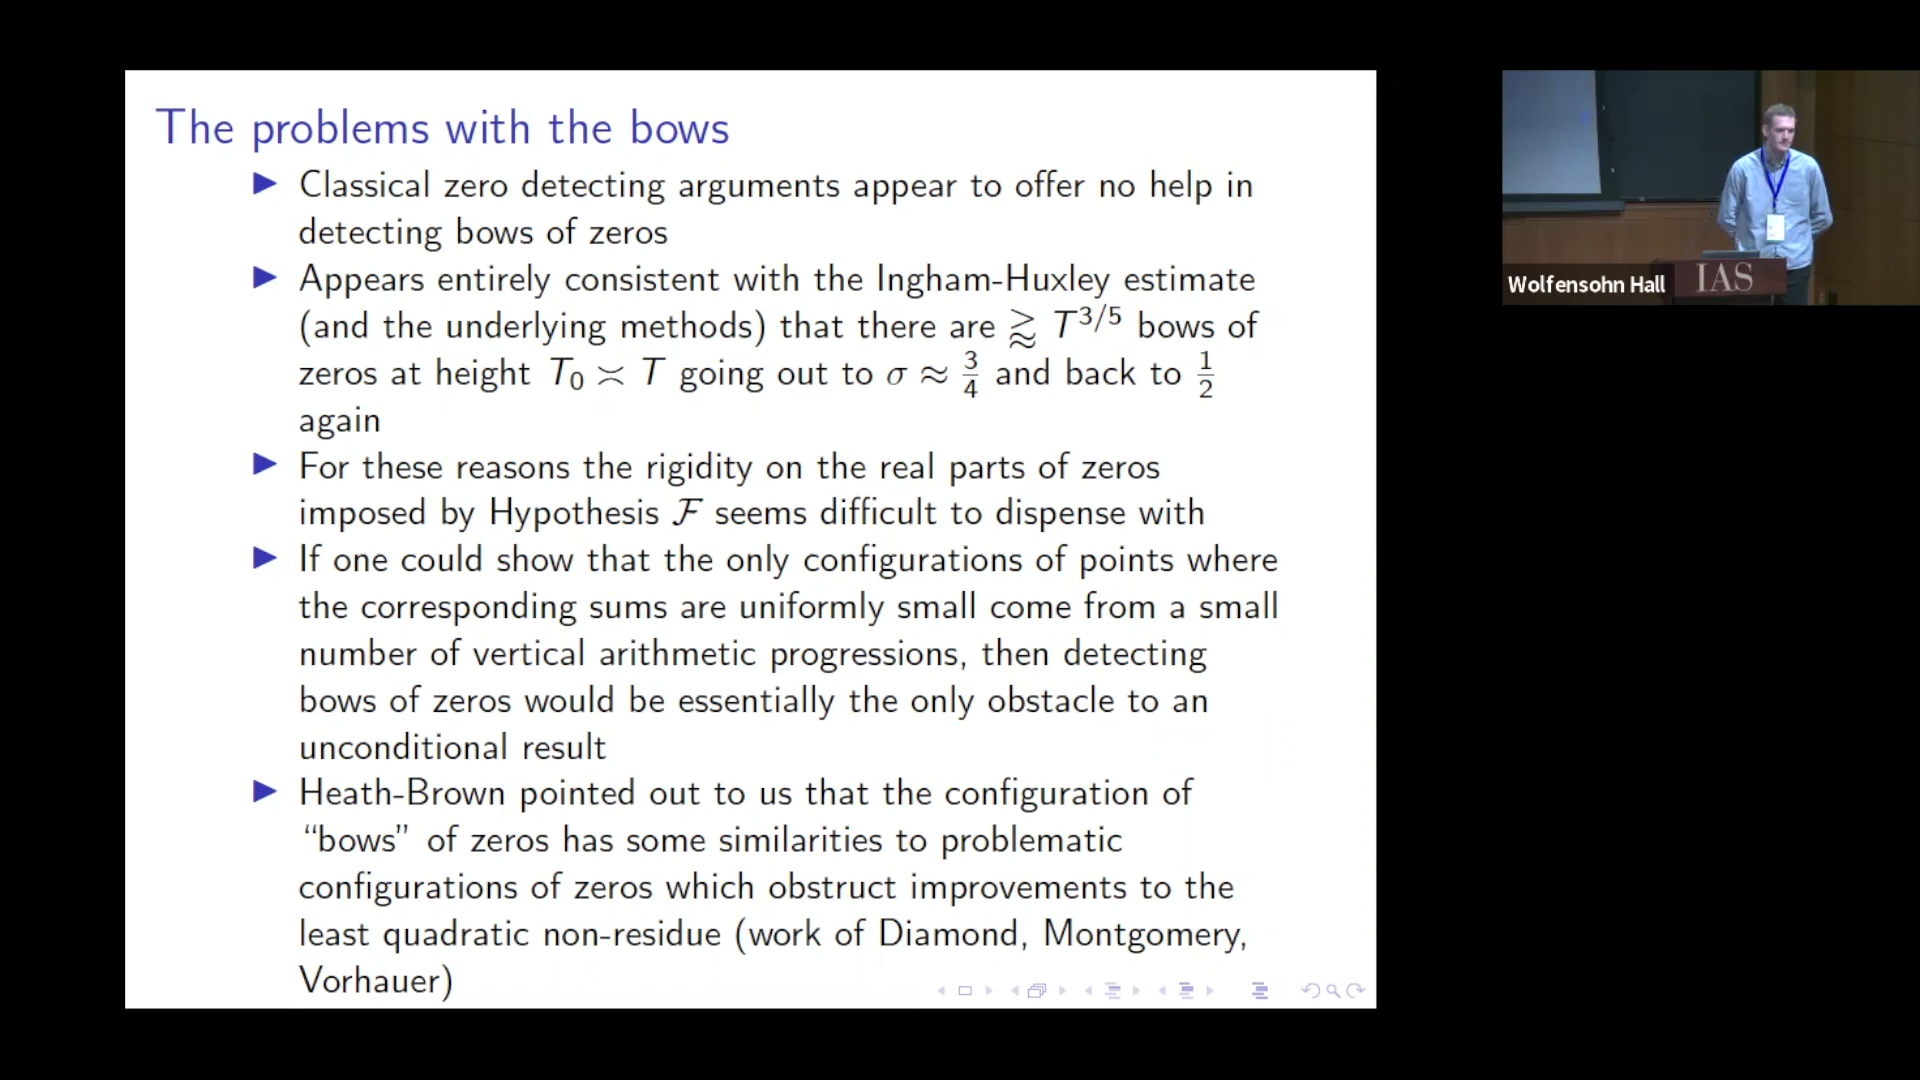 The problems with the bows
▶ Classical zero detecting arguments appear to offer no help in
detecting bows of zeros
▶ Appears entirely consistent with the Ingham-Huxley estimate
(and the underlying methods) that there are ⪆ T^{3/5} bows of
zeros at height T₀ ≍ T going out to σ ≈ 3/4 and back to 1/2
again
▶ For these reasons the rigidity on the real parts of zeros
imposed by Hypothesis ℱ seems difficult to dispense with
▶ If one could show that the only configurations of points where
the corresponding sums are uniformly small come from a small
number of vertical arithmetic progressions, then detecting
bows of zeros would be essentially the only obstacle to an
unconditional result
▶ Heath-Brown pointed out to us that the configuration of
“bows” of zeros has some similarities to problematic
configurations of zeros which obstruct improvements to the
least quadratic non-residue (work of Diamond, Montgomery,
Vorhauer)
Wolfensohn Hall
IAS